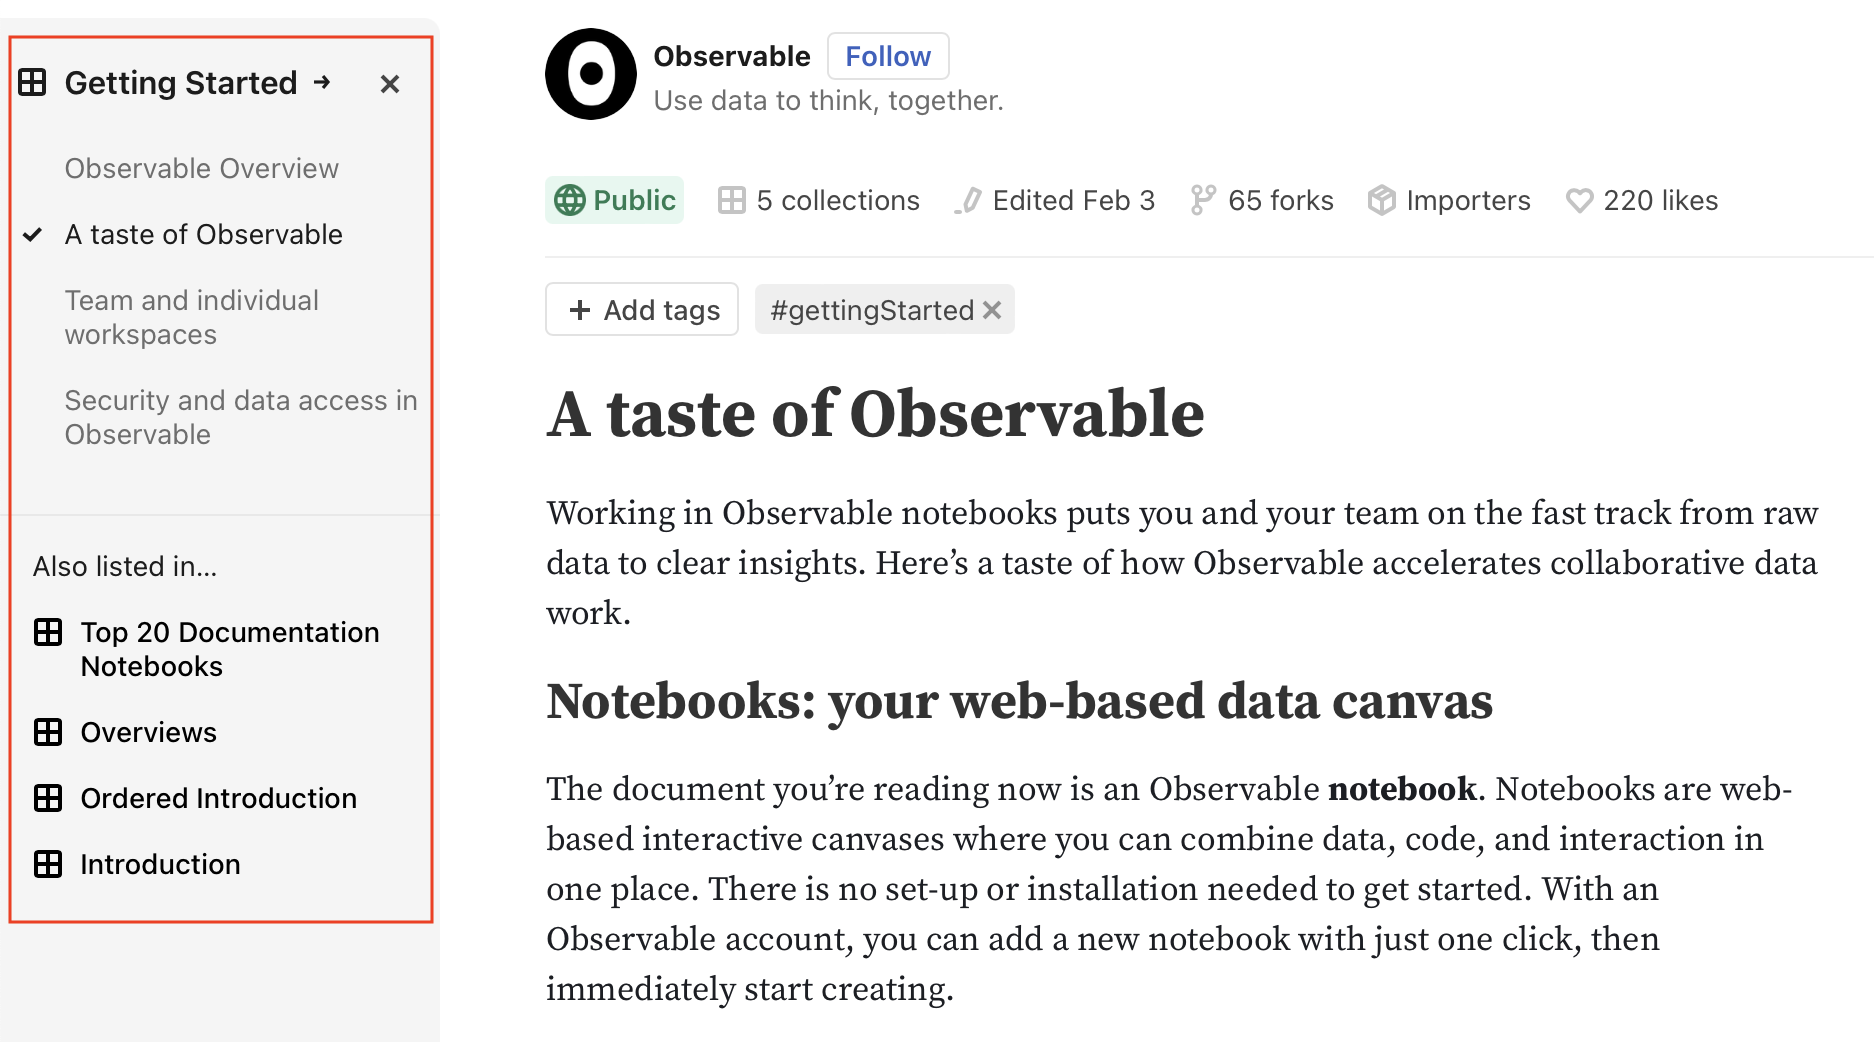 Getting Started →
Observable Overview
A taste of Observable
Team and individual
workspaces
Security and data access in
Observable
Also listed in...
Top 20 Documentation
Notebooks
Overviews
Ordered Introduction
Introduction
Observable Follow
Use data to think, together.
Public 5 collections Edited Feb 3 65 forks Importers 220 likes
+ Add tags #gettingStarted ×
A taste of Observable
Working in Observable notebooks puts you and your team on the fast track from raw
data to clear insights. Here’s a taste of how Observable accelerates collaborative data
work.
Notebooks: your web-based data canvas
The document you’re reading now is an Observable notebook. Notebooks are web-
based interactive canvases where you can combine data, code, and interaction in
one place. There is no set-up or installation needed to get started. With an
Observable account, you can add a new notebook with just one click, then
immediately start creating.